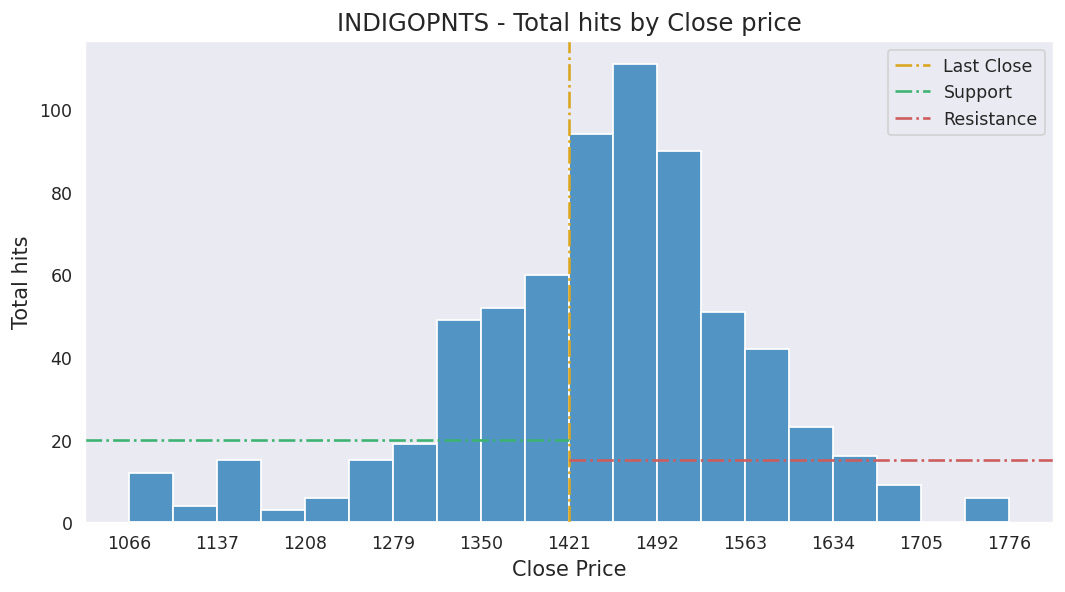 INDIGOPNTS - Total hits by Close price
Last Close
Support
Resistance
Total hits
100
80
60
40
20
0
1066 1137 1208 1279 1350 1421 1492 1563 1634 1705 1776
Close Price